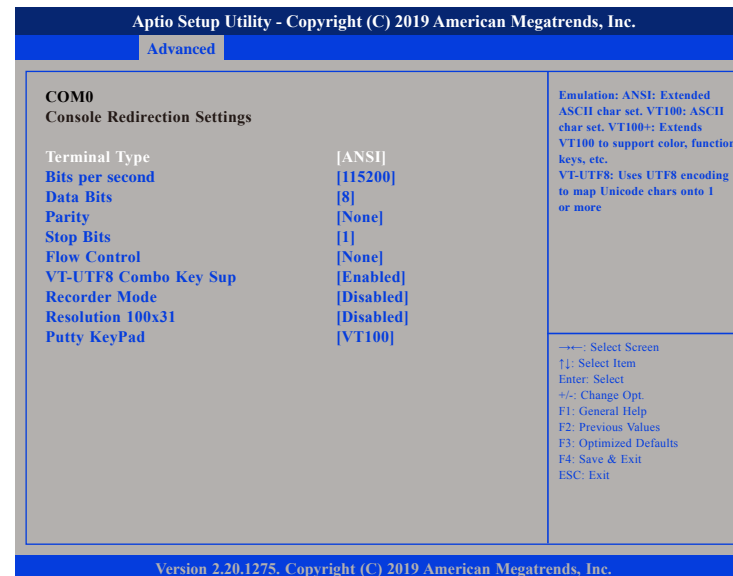 Aptio Setup Utility - Copyright (C) 2019 American Megatrends, Inc.
Advanced
COM0
Console Redirection Settings
Terminal Type [ANSI]
Bits per second [115200]
Data Bits [8]
Parity [None]
Stop Bits [1]
Flow Control [None]
VT-UTF8 Combo Key Sup [Enabled]
Recorder Mode [Disabled]
Resolution 100x31 [Disabled]
Putty KeyPad [VT100]
Emulation: ANSI: Extended
ASCII char set. VT100: ASCII
char set. VT100+: Extends
VT100 to support color, function
keys, etc.
VT-UTF8: Uses UTF8 encoding
to map Unicode chars onto 1
or more
→←: Select Screen
↑↓: Select Item
Enter: Select
+/-: Change Opt.
F1: General Help
F2: Previous Values
F3: Optimized Defaults
F4: Save & Exit
ESC: Exit
Version 2.20.1275. Copyright (C) 2019 American Megatrends, Inc.